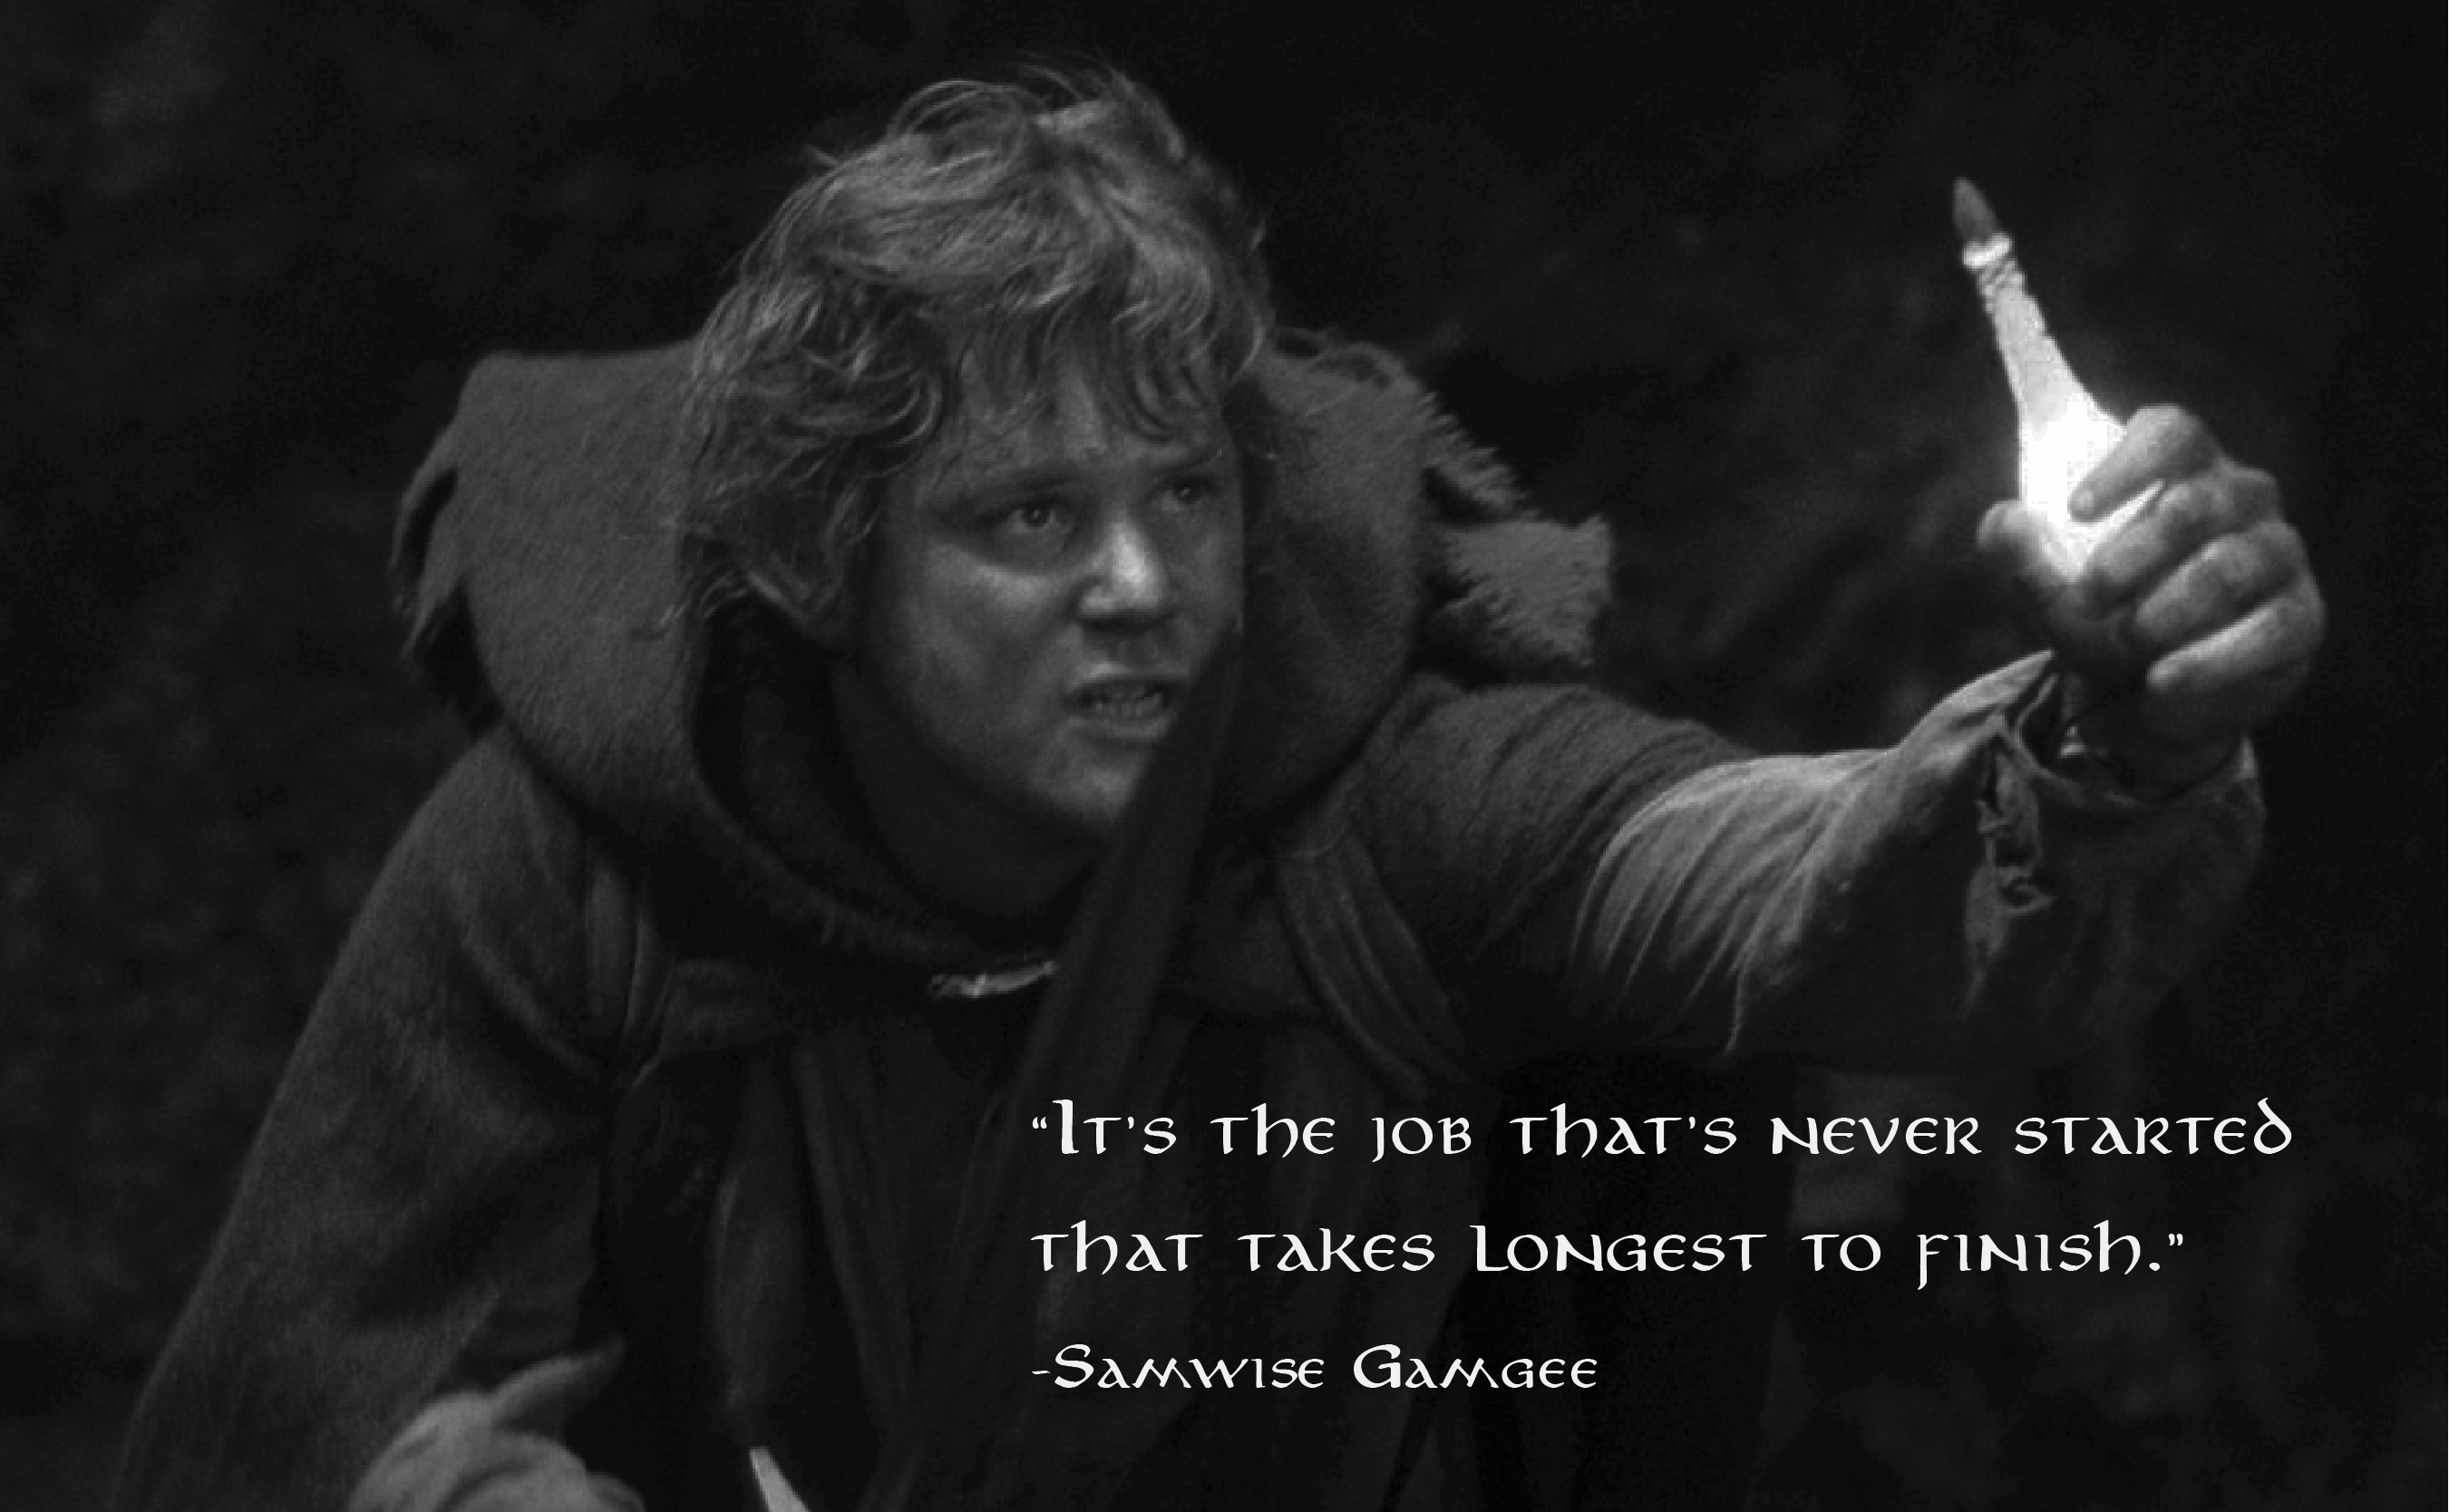 “It’s the job that’s never started
that takes longest to finish.”
-Samwise Gamgee